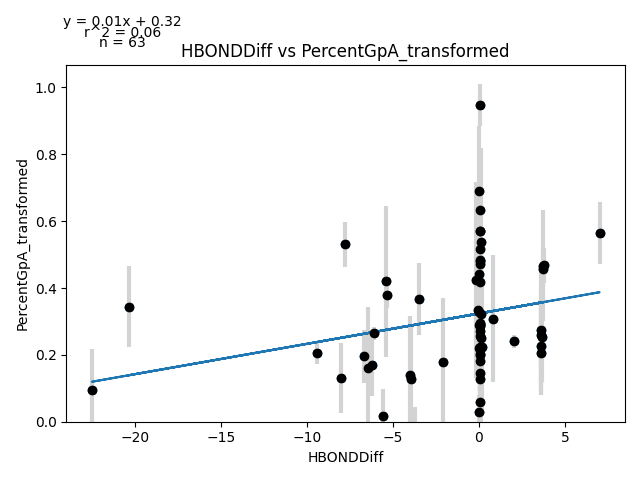 y = 0.01x + 0.32
r^2 = 0.06
n = 63
HBONDDiff vs PercentGpA_transformed
PercentGpA_transformed
1.0
0.8
0.6
0.4
0.2
0.0
−20
−15
−10
−5
0
5
HBONDDiff